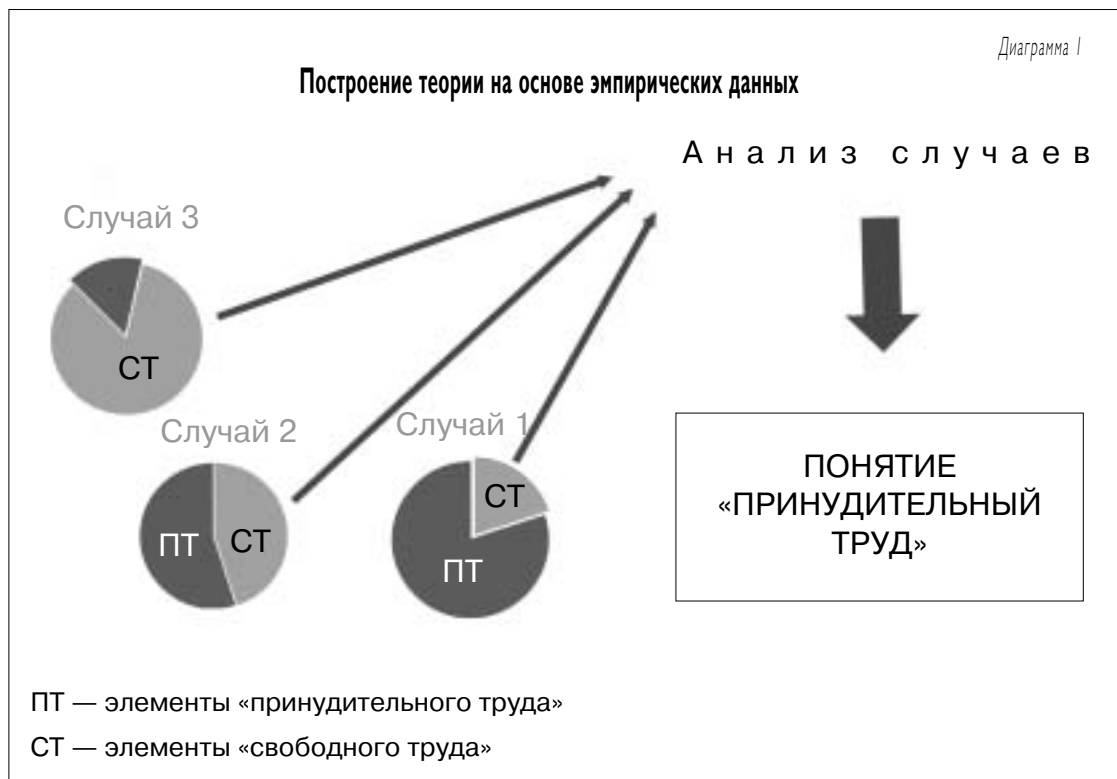 Диаграмма 1
Построение теории на основе эмпирических данных
Анализ случаев
Случай 3
СТ
Случай 2
Случай 1
ПТ
СТ
СТ
ПТ
ПОНЯТИЕ
«ПРИНУДИТЕЛЬНЫЙ
ТРУД»
ПТ — элементы «принудительного труда»
СТ — элементы «свободного труда»